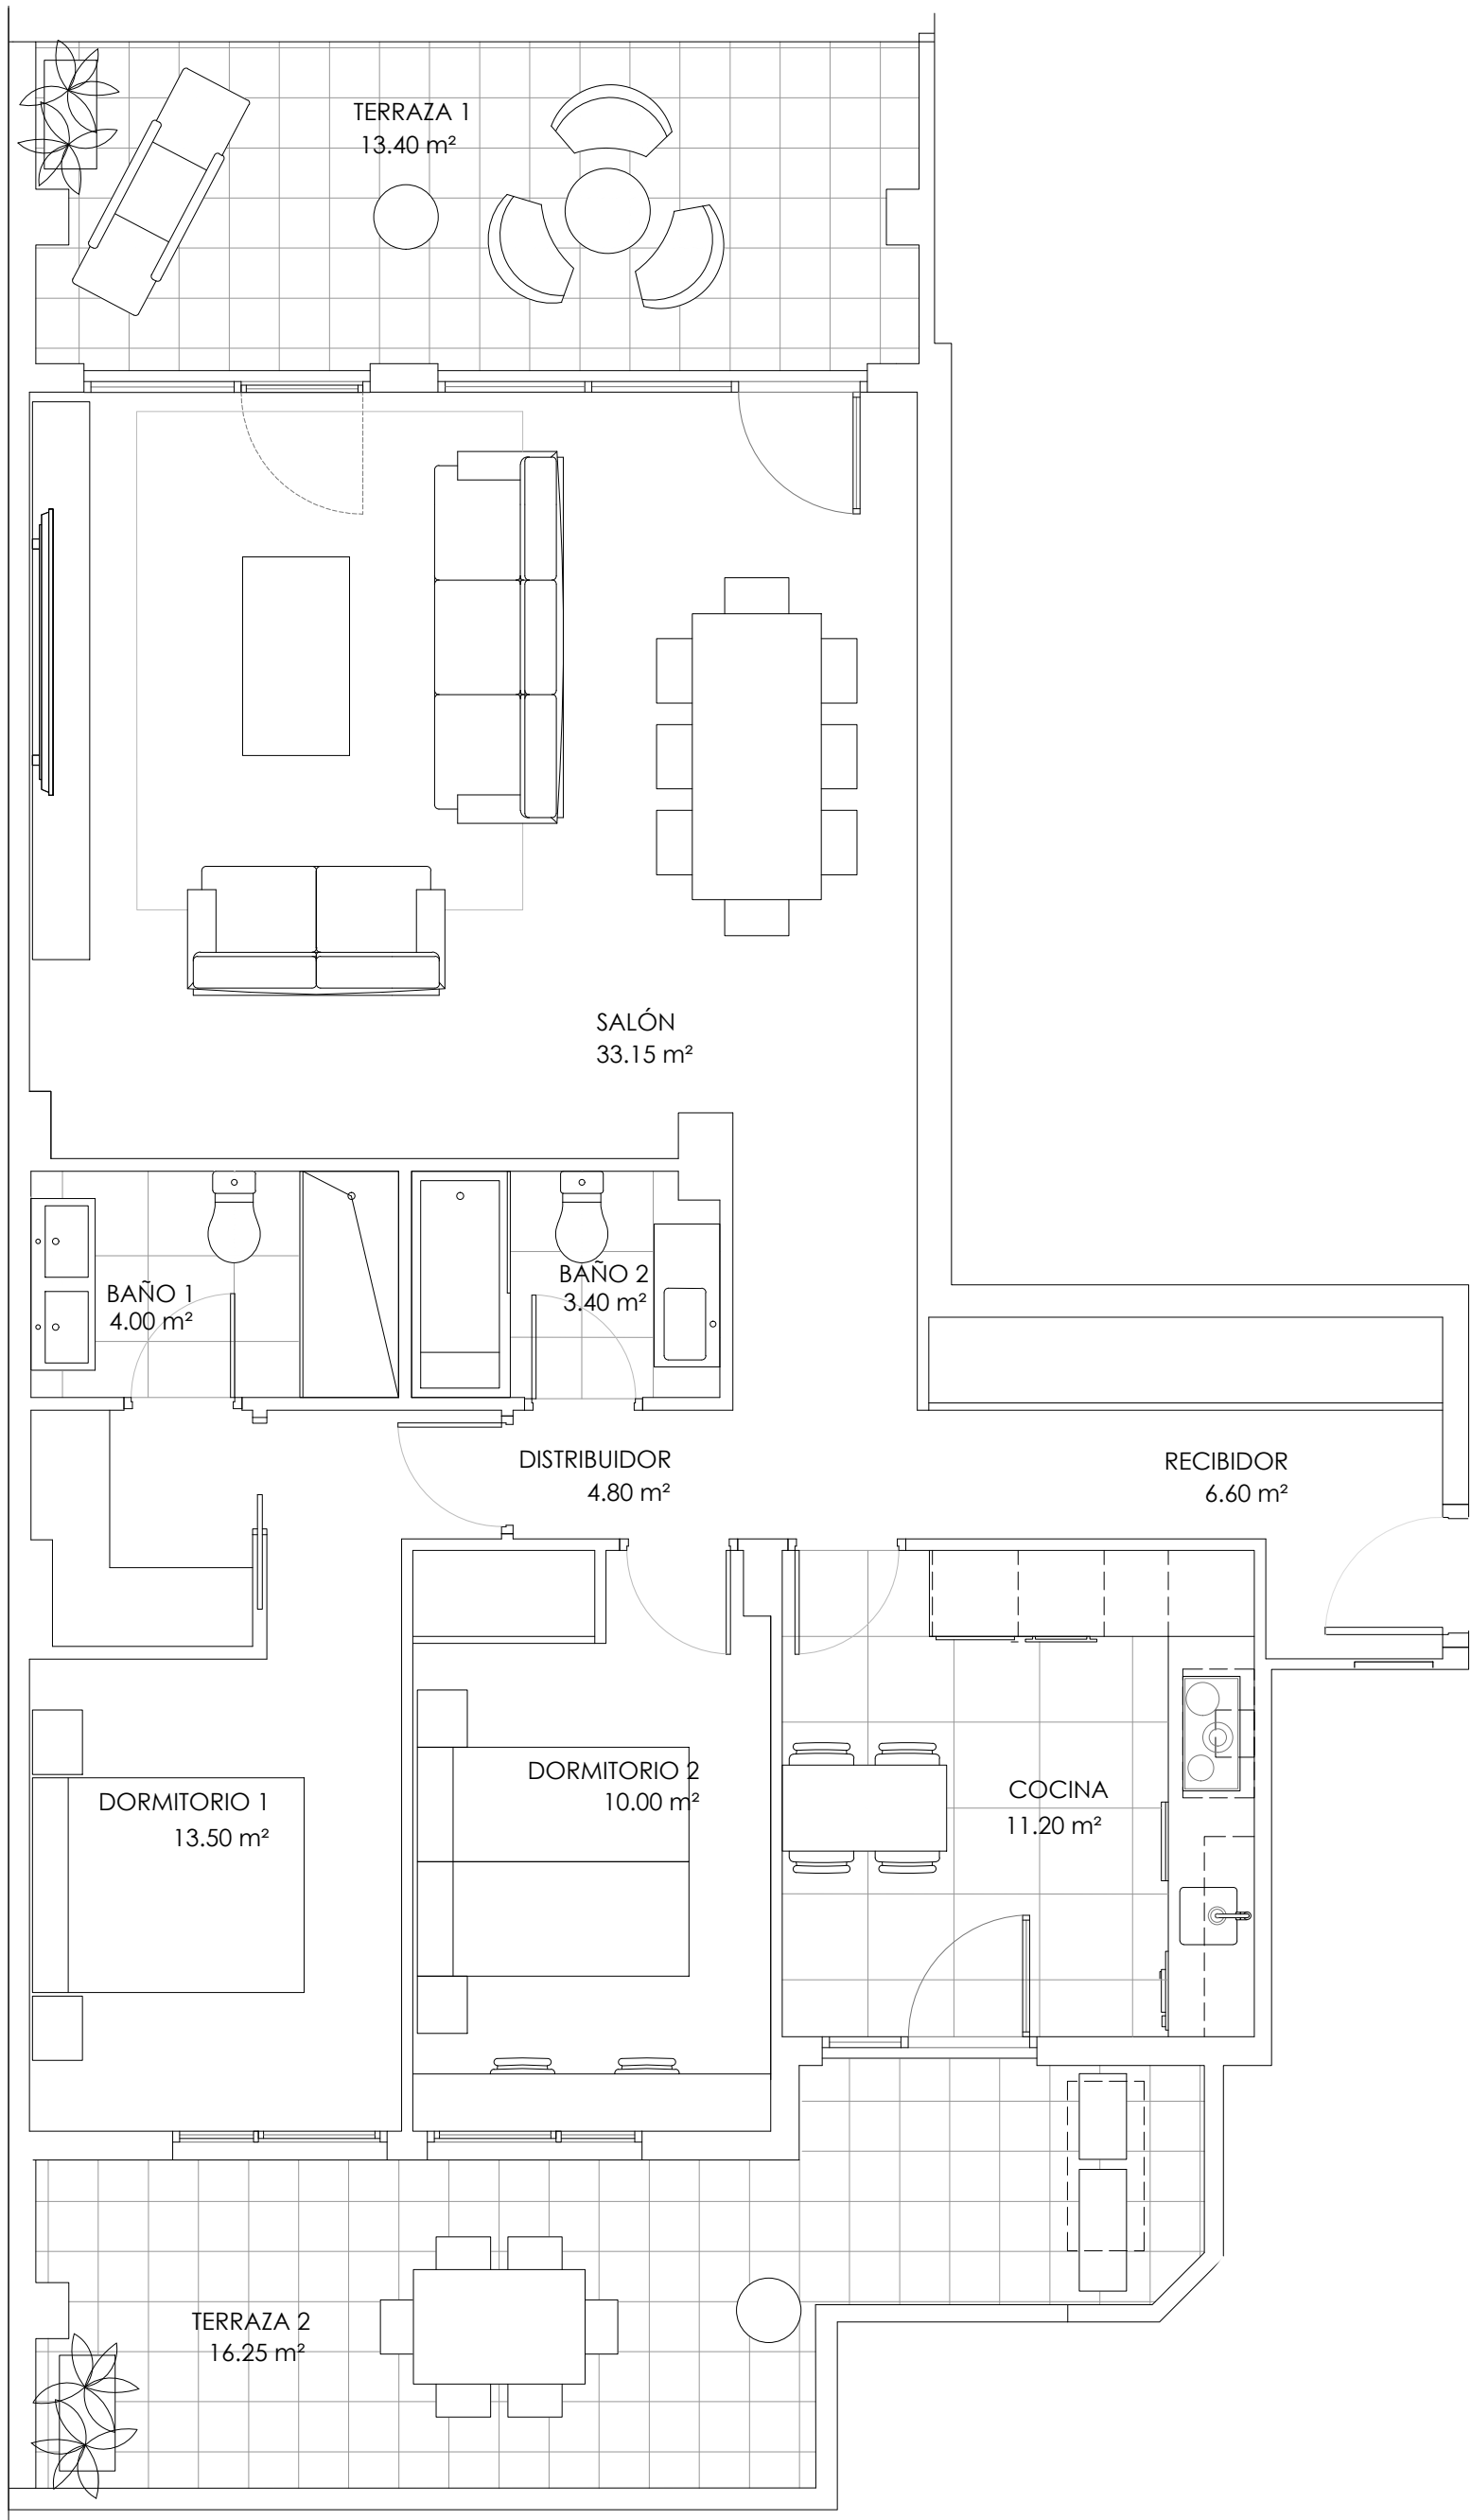 TERRAZA 1
13.40 m²
SALÓN
33.15 m²
BAÑO 1
4.00 m²
BAÑO 2
3.40 m²
DISTRIBUIDOR
4.80 m²
RECIBIDOR
6.60 m²
DORMITORIO 1
13.50 m²
DORMITORIO 2
10.00 m²
COCINA
11.20 m²
TERRAZA 2
16.25 m²